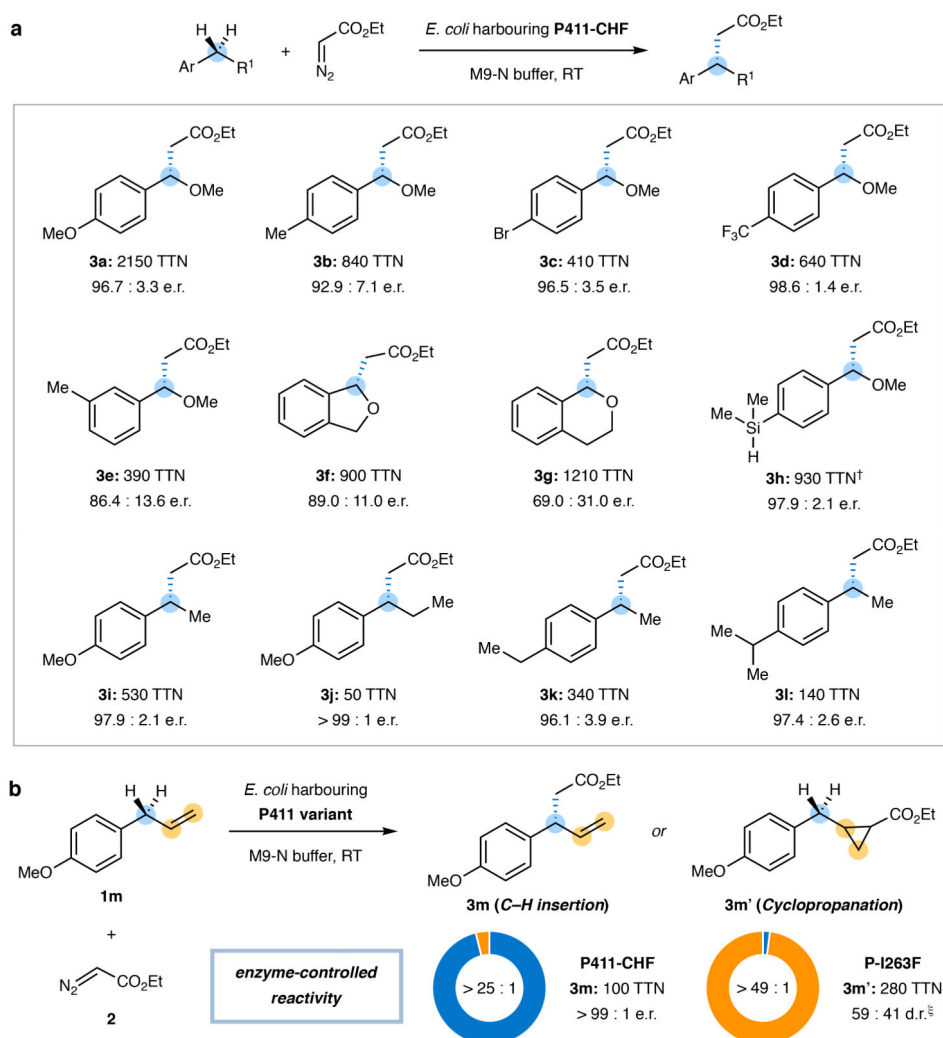 a
H H
Ar R¹
+
CO₂Et
N₂
E. coli harbouring P411-CHF
M9-N buffer, RT
CO₂Et
Ar R¹
CO₂Et
OMe
MeO
3a: 2150 TTN
96.7 : 3.3 e.r.
CO₂Et
OMe
Me
3b: 840 TTN
92.9 : 7.1 e.r.
CO₂Et
OMe
Br
3c: 410 TTN
96.5 : 3.5 e.r.
CO₂Et
OMe
F₃C
3d: 640 TTN
98.6 : 1.4 e.r.
CO₂Et
Me
OMe
3e: 390 TTN
86.4 : 13.6 e.r.
CO₂Et
O
3f: 900 TTN
89.0 : 11.0 e.r.
CO₂Et
O
3g: 1210 TTN
69.0 : 31.0 e.r.
CO₂Et
OMe
Me
Me
Si
H
3h: 930 TTN†
97.9 : 2.1 e.r.
CO₂Et
Me
MeO
3i: 530 TTN
97.9 : 2.1 e.r.
CO₂Et
Me
MeO
3j: 50 TTN
> 99 : 1 e.r.
CO₂Et
Me
Me
3k: 340 TTN
96.1 : 3.9 e.r.
CO₂Et
Me
Me
Me
3l: 140 TTN
97.4 : 2.6 e.r.
b
H H
MeO
1m
+
N₂ CO₂Et
2
E. coli harbouring
P411 variant
M9-N buffer, RT
enzyme-controlled
reactivity
CO₂Et
MeO
3m (C–H insertion)
or
H H
CO₂Et
MeO
3m’ (Cyclopropanation)
> 25 : 1
P411-CHF
3m: 100 TTN
> 99 : 1 e.r.
> 49 : 1
P-I263F
3m’: 280 TTN
59 : 41 d.r.ξ